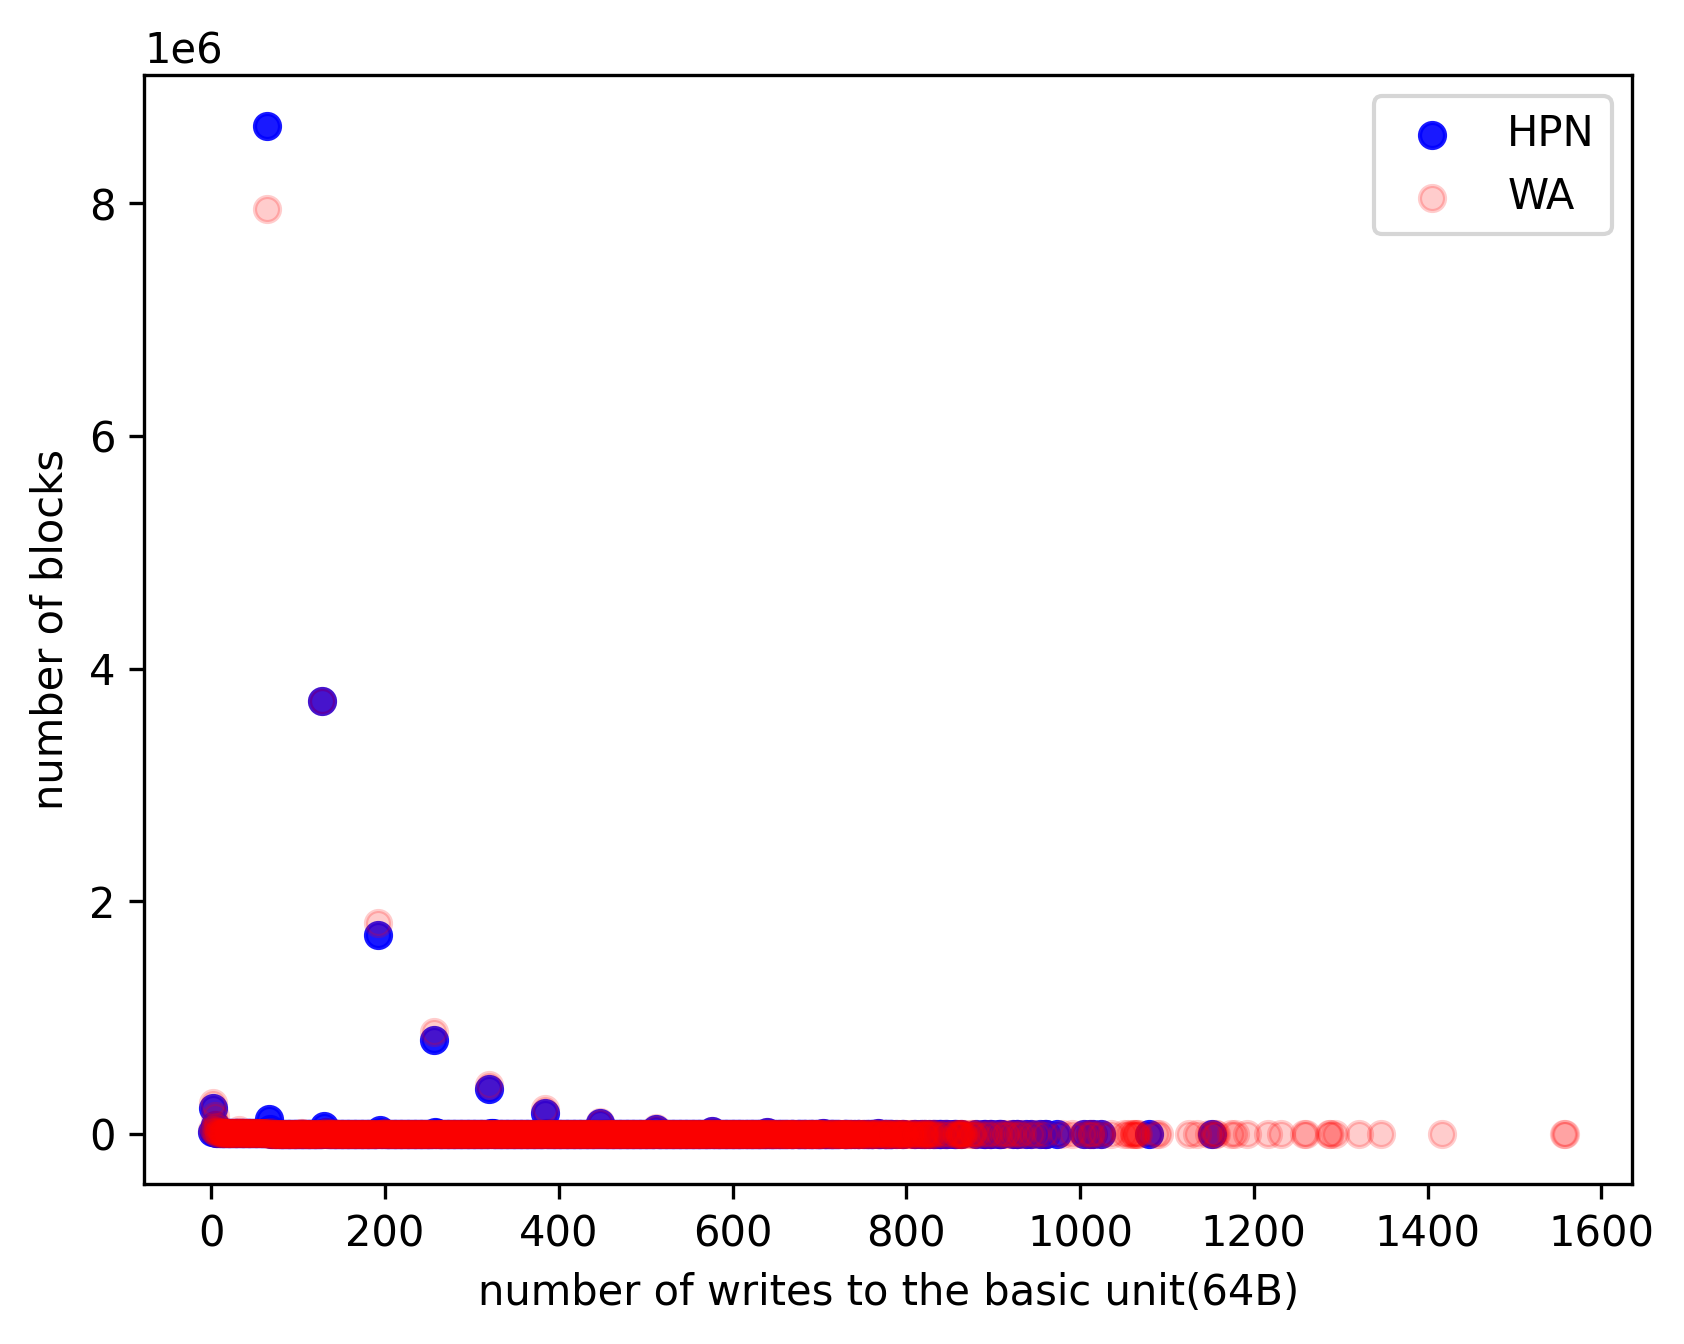 1e6
HPN
WA
8
6
4
2
0
number of blocks
0 200 400 600 800 1000 1200 1400 1600
number of writes to the basic unit(64B)